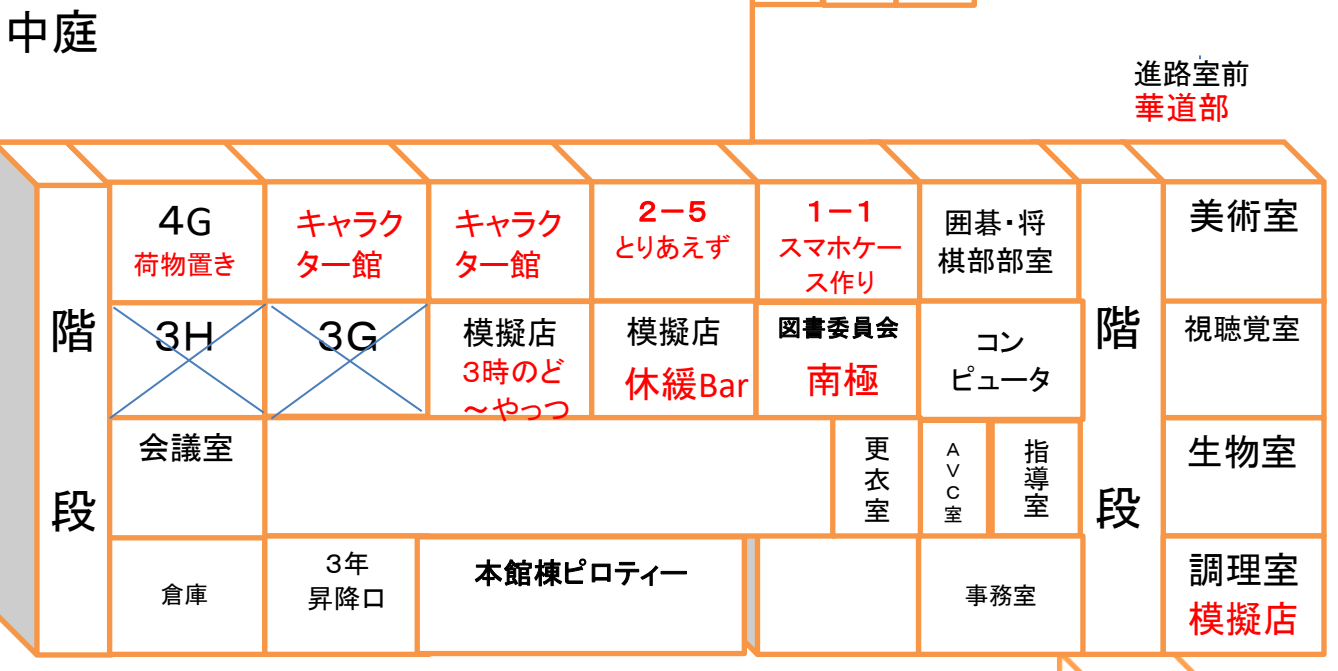 中庭
進路室前
華道部
4G
荷物置き
キャラク
ター館
キャラク
ター館
2－5
とりあえず
1－1
スマホケー
ス作り
囲碁・将
棋部部室
美術室
階
段
3H
3G
模擬店
3時のど
～やっつ
模擬店
休緩Bar
図書委員会
南極
コン
ピュータ
階
段
視聴覚室
会議室
更
衣
室
A
V
C
室
指
導
室
生物室
倉庫
3年
昇降口
本館棟ピロティー
事務室
調理室
模擬店